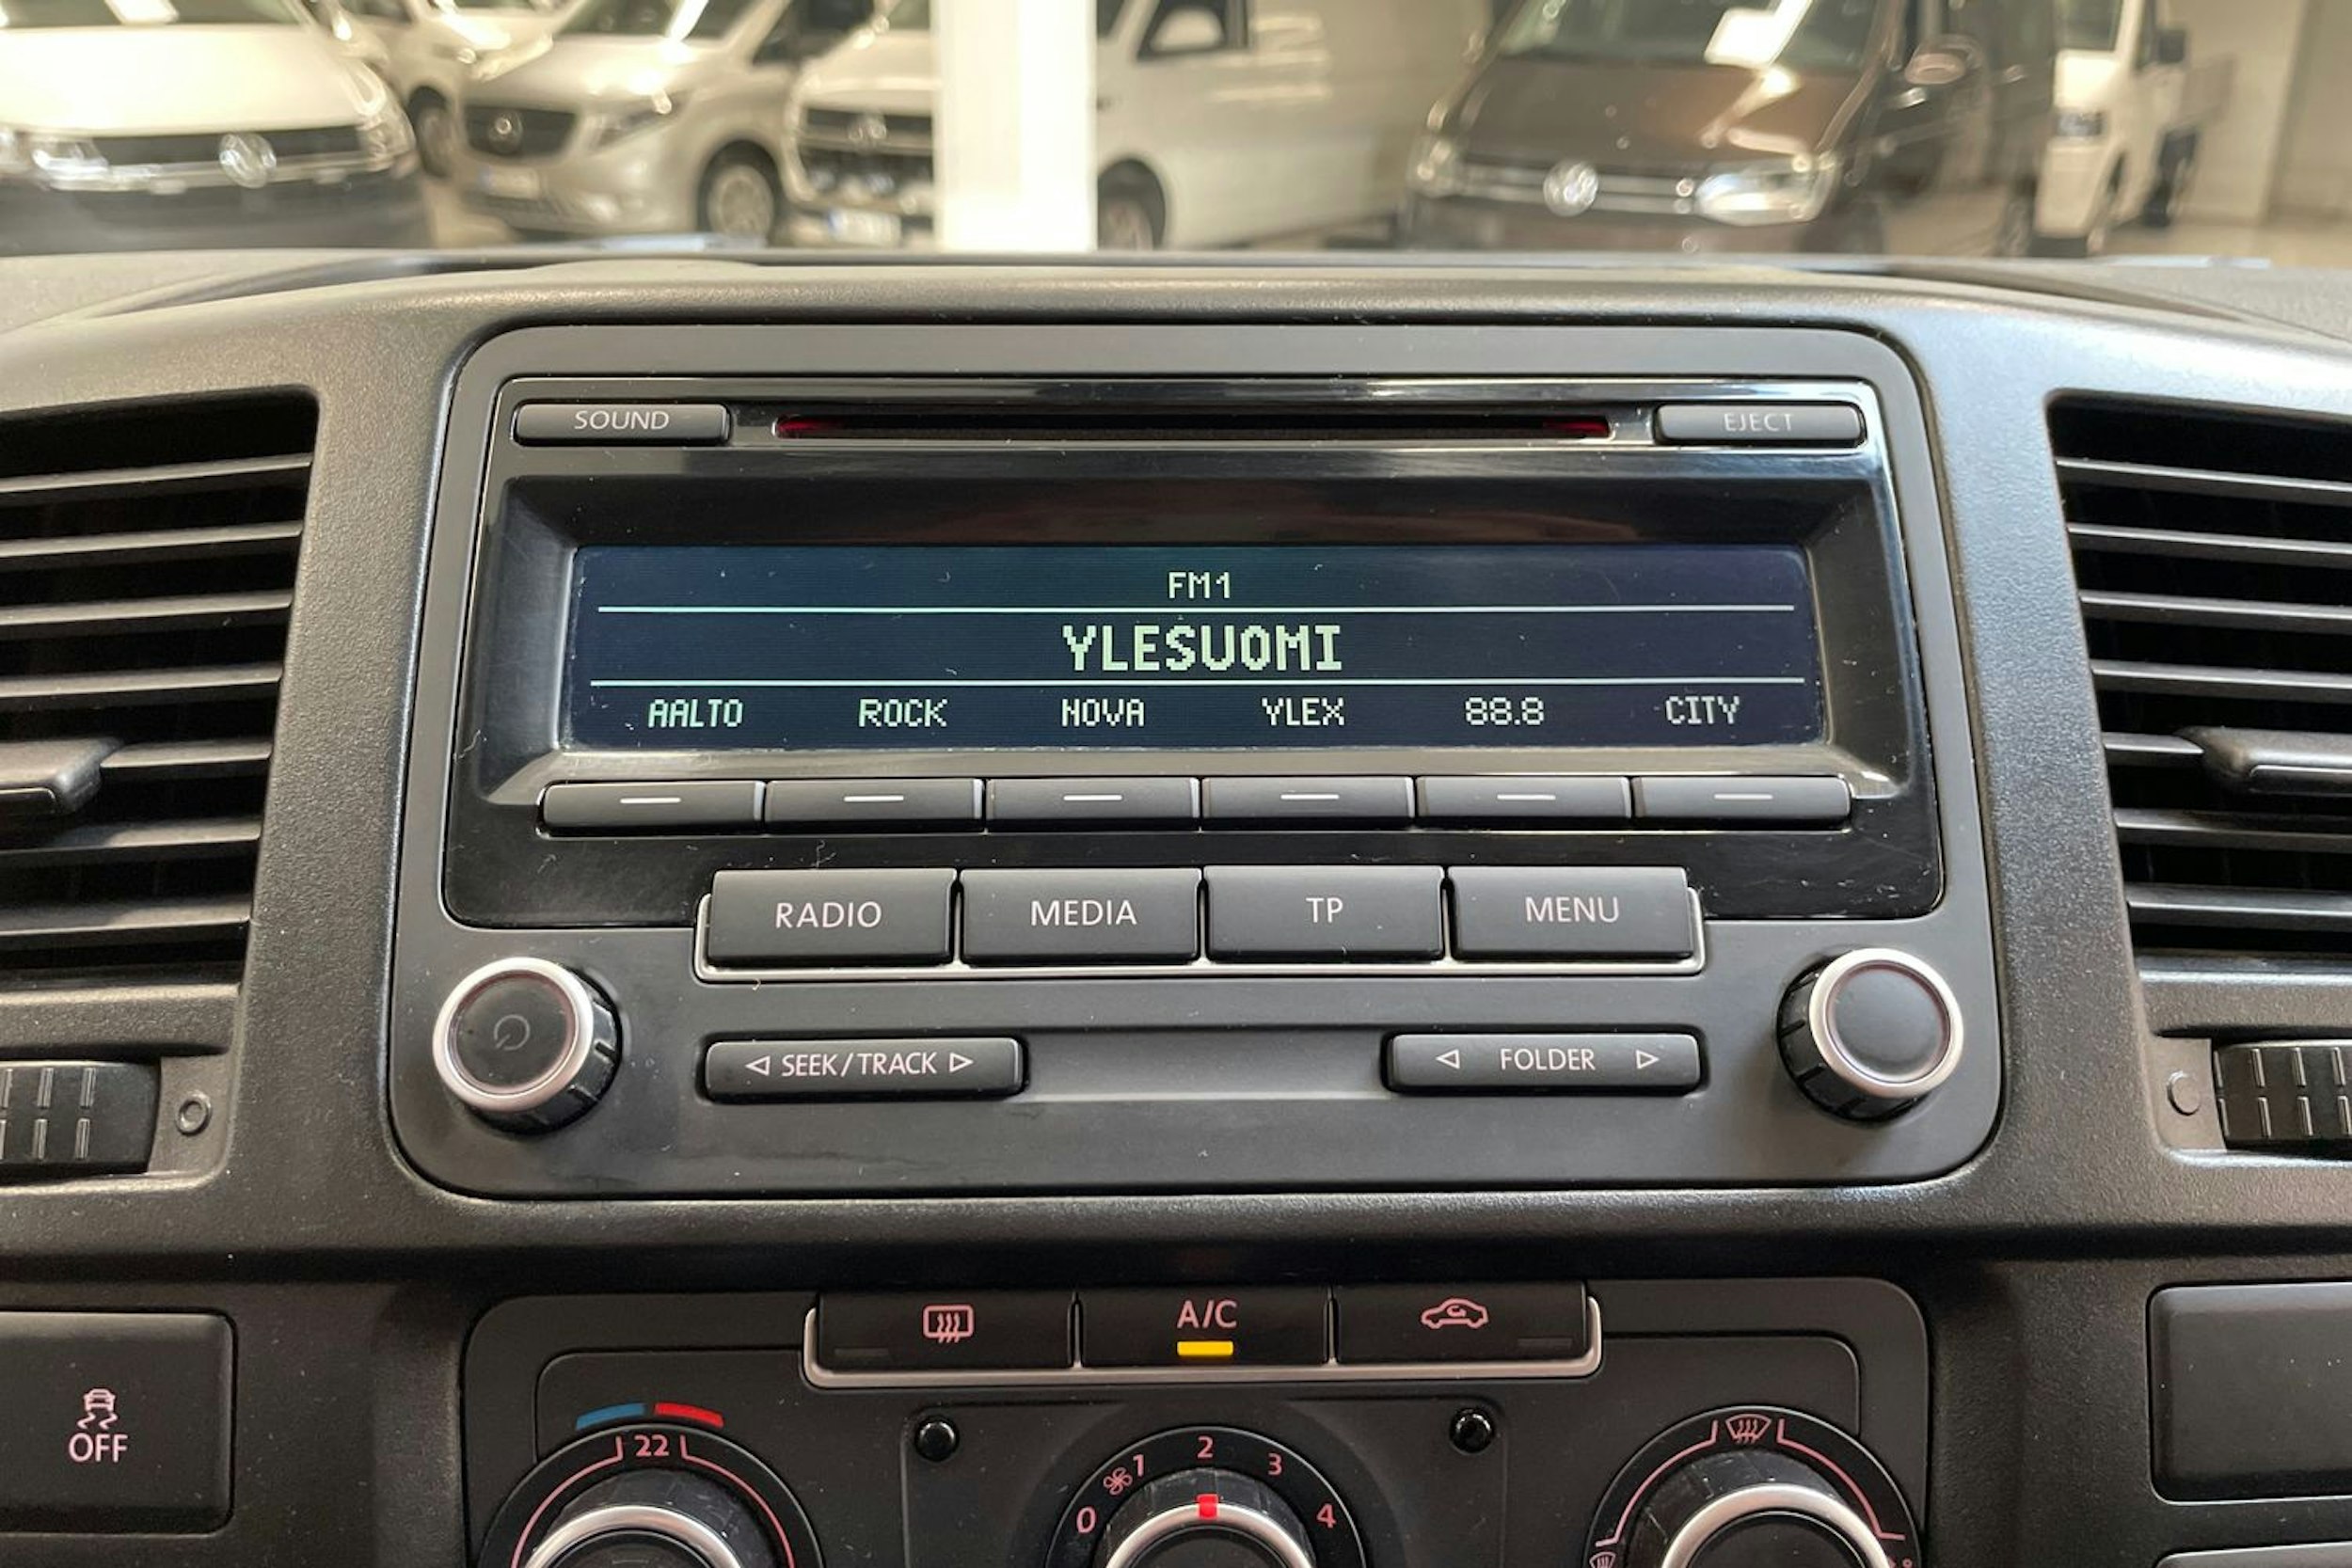 SOUND EJECT
FM1
YLESUOMI
AALTO ROCK NOVA YLEX 88.8 CITY
RADIO MEDIA TP MENU
SEEK/TRACK FOLDER
A/C
OFF
22
0 1 2 3 4